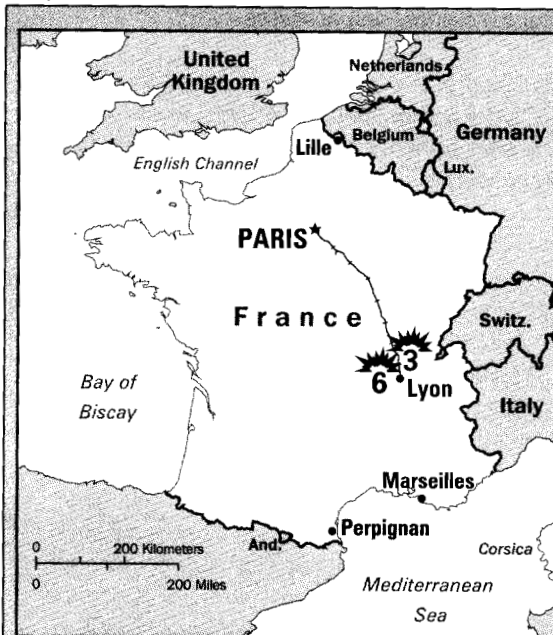 United
Kingdom
Netherlands
Belgium
Germany
Lille
English Channel
Lux.
PARIS
France
Switz.
3
6
Lyon
Bay of
Biscay
Italy
Marseilles
Perpignan
And.
0 200 Kilometers
0 200 Miles
Corsica
Mediterranean
Sea